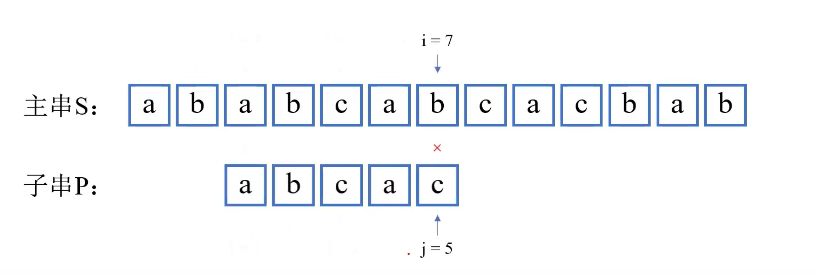 i = 7
主串S： a b a b c a b c a c b a b
×
子串P： a b c a c
j = 5